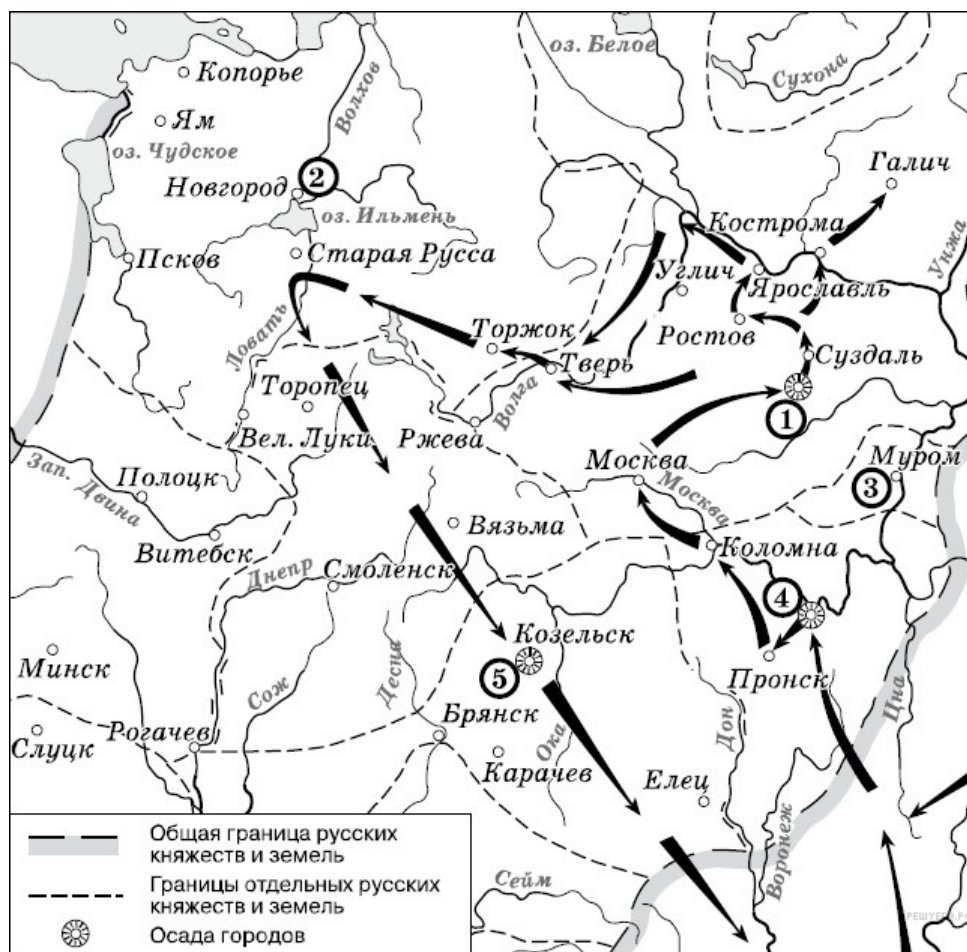 оз. Белое
Сухона
Копорье
Волхов
Ям
оз. Чудское
Галич
2
Новгород
оз. Ильмень
Кострома
Унжа
Старая Русса
Псков
Углич
Ярославль
Ловать
Торжок
Ростов
Суздаль
Тверь
Торопец
Волга
1
Вел. Луки
Ржева
Зап. Двина
Москва
Муром
Полоцк
Москва
3
Вязьма
Витебск
Коломна
Днепр
Смоленск
4
Козельск
Минск
Десна
5
Пронск
Сож
Цна
Брянск
Слуцк
Рогачев
Ока
Дон
Карачев
Елец
Воронеж
Сейм
Общая граница русских
княжеств и земель
Границы отдельных русских
княжеств и земель
Осада городов
РЕШУЕГЭ.РФ